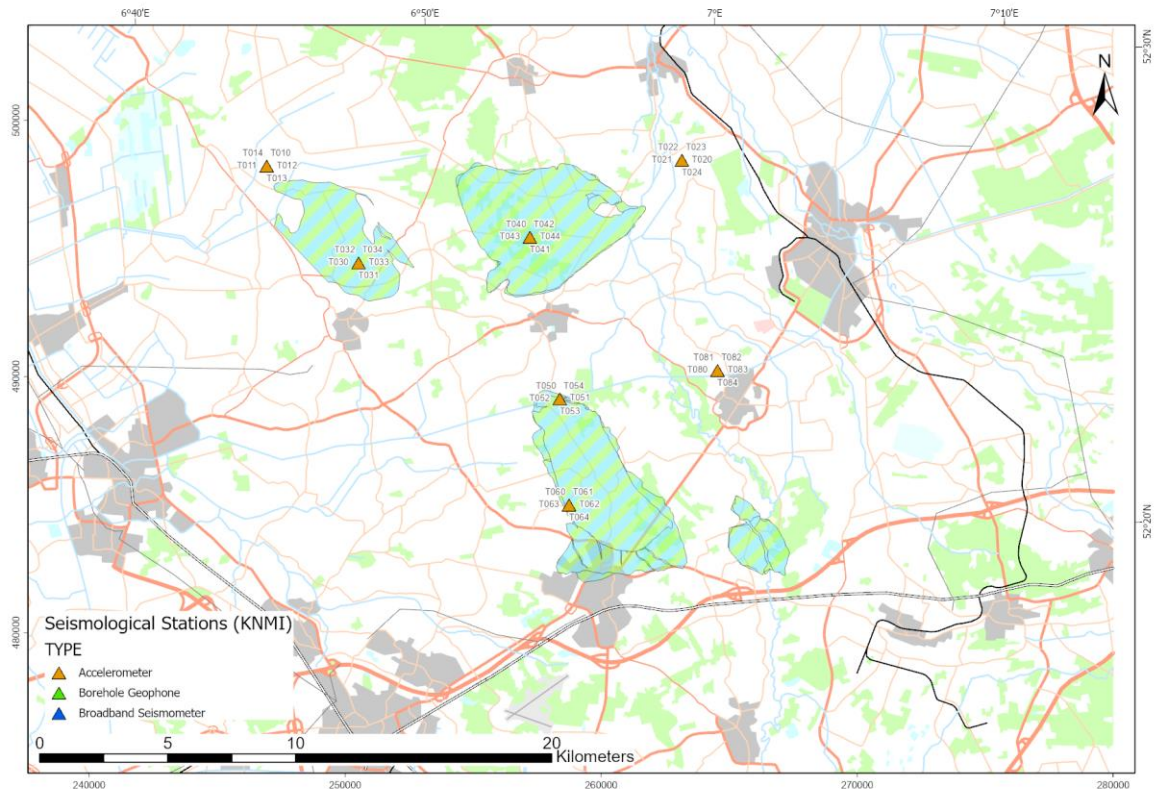 6°40'E 6°50'E 7°E 7°10'E
52°30'N
N
500000
T022 T023
T021 T020
T024
T014 T010
T011 T012
T013
T040 T042
T043 T044
T041
T032 T034
T030 T033
T031
490000
T081 T082
T080 T083
T084
T050 T054
T052 T051
T053
T060 T061
T063 T062
T064
52°20'N
480000
Seismological Stations (KNMI)
TYPE
Accelerometer
Borehole Geophone
Broadband Seismometer
0 5 10 20
Kilometers
240000 250000 260000 270000 280000